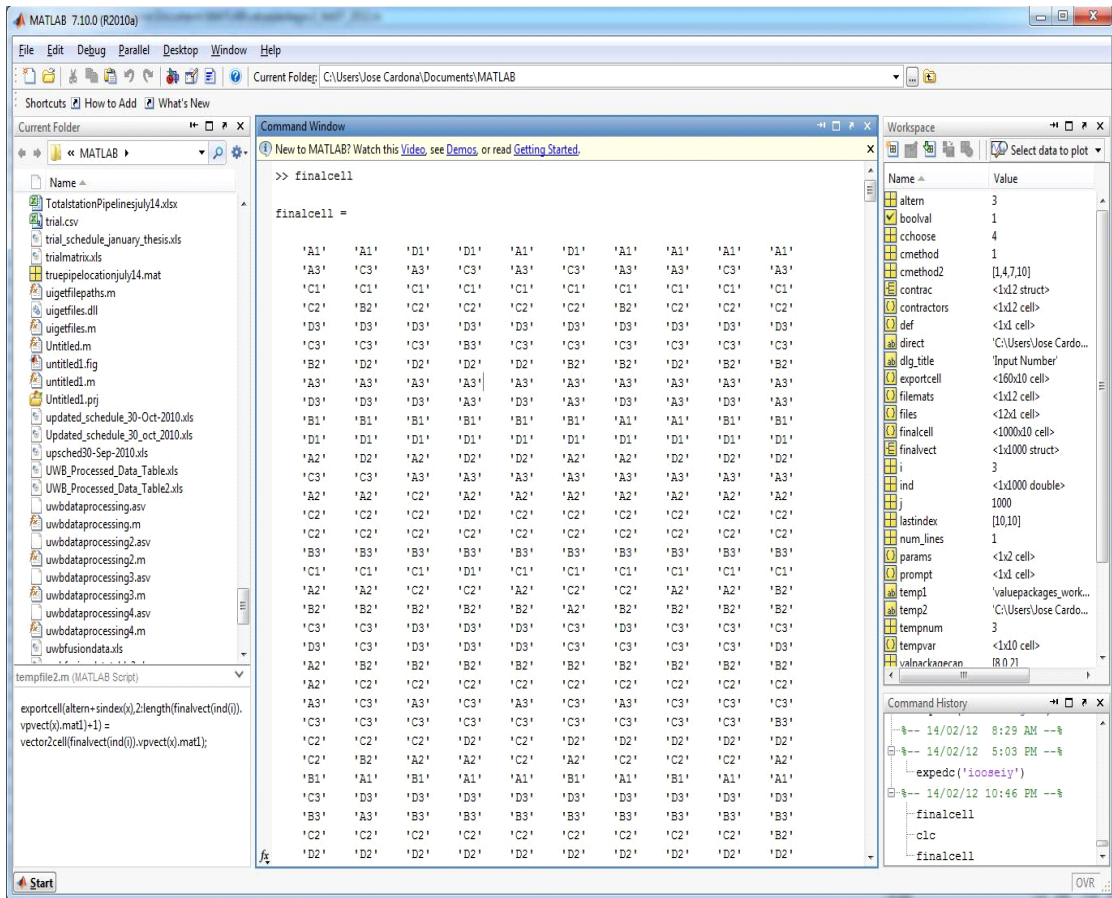 MATLAB 7.10.0 (R2010a)
File Edit Debug Parallel Desktop Window Help
Current Folder: C:\Users\Jose Cardona\Documents\MATLAB
Shortcuts How to Add What's New
Current Folder
« MATLAB
Name
TotalstationPipelinesjuly14.xlsx
trial.csv
trial_schedule_january_thesis.xls
trialmatrix.xls
truepipelocationjuly14.mat
uigetfilepaths.m
uigetfiles.dll
uigetfiles.m
Untitled.m
untitled1.fig
untitled1.m
Untitled1.prj
updated_schedule_30-Oct-2010.xls
Updated_schedule_30_oct_2010.xls
upsched30-Sep-2010.xls
UWB_Processed_Data_Table.xls
UWB_Processed_Data_Table2.xls
uwbdataprocessing.asv
uwbdataprocessing.m
uwbdataprocessing2.asv
uwbdataprocessing2.m
uwbdataprocessing3.asv
uwbdataprocessing3.m
uwbdataprocessing4.asv
uwbdataprocessing4.m
uwbfusiondata.xls
tempfile2.m (MATLAB Script)
exportcell(altern+sindex(x),2:length(finalvect(ind(i)).
vpvect(x).mat1)+1) =
vector2cell(finalvect(ind(i)).vpvect(x).mat1);
Start
Command Window
New to MATLAB? Watch this Video, see Demos, or read Getting Started.
>> finalcell
finalcell =
'A1' 'A1' 'D1' 'D1' 'A1' 'D1' 'A1' 'A1' 'A1' 'A1'
'A3' 'C3' 'A3' 'C3' 'A3' 'C3' 'A3' 'C3' 'A3' 'A3'
'C1' 'C1' 'C1' 'C1' 'C1' 'C1' 'C1' 'C1' 'C1' 'C1'
'C2' 'B2' 'C2' 'C2' 'C2' 'C2' 'B2' 'C2' 'C2' 'C2'
'D3' 'D3' 'D3' 'D3' 'D3' 'D3' 'D3' 'D3' 'D3' 'D3'
'C3' 'C3' 'C3' 'B3' 'C3' 'C3' 'C3' 'C3' 'C3' 'C3'
'B2' 'D2' 'D2' 'D2' 'D2' 'B2' 'B2' 'D2' 'B2' 'B2'
'A3' 'A3' 'A3' 'A3' 'A3' 'A3' 'A3' 'A3' 'A3' 'A3'
'D3' 'D3' 'D3' 'A3' 'D3' 'A3' 'D3' 'A3' 'D3' 'A3'
'B1' 'B1' 'B1' 'B1' 'B1' 'B1' 'A1' 'A1' 'B1' 'B1'
'D1' 'D1' 'D1' 'D1' 'D1' 'D1' 'D1' 'D1' 'D1' 'D1'
'A2' 'D2' 'A2' 'D2' 'D2' 'A2' 'A2' 'D2' 'D2' 'D2'
'C3' 'C3' 'A3' 'A3' 'A3' 'A3' 'A3' 'A3' 'A3' 'A3'
'A2' 'A2' 'C2' 'A2' 'A2' 'A2' 'A2' 'A2' 'A2' 'A2'
'C2' 'C2' 'C2' 'D2' 'C2' 'C2' 'C2' 'C2' 'C2' 'C2'
'C2' 'C2' 'C2' 'C2' 'C2' 'C2' 'C2' 'C2' 'C2' 'C2'
'B3' 'B3' 'B3' 'B3' 'B3' 'B3' 'B3' 'B3' 'B3' 'B3'
'C1' 'C1' 'C1' 'D1' 'C1' 'C1' 'C1' 'C1' 'C1' 'C1'
'A2' 'A2' 'C2' 'C2' 'A2' 'C2' 'C2' 'A2' 'A2' 'A2'
'B2' 'B2' 'B2' 'B2' 'B2' 'A2' 'B2' 'B2' 'B2' 'B2'
'C3' 'C3' 'D3' 'D3' 'D3' 'C3' 'D3' 'C3' 'C3' 'C3'
'D3' 'C3' 'D3' 'D3' 'C3' 'C3' 'C3' 'C3' 'C3' 'C3'
'A2' 'B2' 'B2' 'B2' 'B2' 'B2' 'B2' 'B2' 'B2' 'B2'
'A2' 'C2' 'C2' 'C2' 'C2' 'C2' 'C2' 'C2' 'C2' 'C2'
'A3' 'C3' 'A3' 'C3' 'C3' 'C3' 'A3' 'C3' 'C3' 'C3'
'C3' 'C3' 'C3' 'C3' 'C3' 'C3' 'C3' 'C3' 'C3' 'B3'
'C2' 'C2' 'C2' 'D2' 'C2' 'D2' 'D2' 'D2' 'D2' 'D2'
'C2' 'B2' 'A2' 'A2' 'C2' 'A2' 'C2' 'C2' 'C2' 'A2'
'B1' 'A1' 'B1' 'A1' 'A1' 'B1' 'A1' 'B1' 'A1' 'A1'
'C3' 'D3' 'D3' 'D3' 'D3' 'D3' 'D3' 'D3' 'D3' 'D3'
'B3' 'A3' 'B3' 'B3' 'B3' 'B3' 'B3' 'B3' 'B3' 'B3'
'C2' 'C2' 'C2' 'C2' 'C2' 'C2' 'C2' 'C2' 'C2' 'B2'
'D2' 'D2' 'D2' 'D2' 'D2' 'D2' 'D2' 'D2' 'D2' 'D2'
fx
Workspace
Select data to plot
Name Value
altern 3
boolval 1
cchoose 4
cmethod 1
cmethod2 [1,4,7,10]
contrac <1x12 struct>
contractors <1x12 cell>
def <1x1 cell>
direct 'C:\Users\Jose Cardo...
dlg_title 'Input Number'
exportcell <160x10 cell>
filemats <1x12 cell>
files <12x1 cell>
finalcell <1000x10 cell>
finalvect <1x1000 struct>
i 3
ind <1x1000 double>
j 1000
lastindex [10,10]
num_lines 1
params <1x2 cell>
prompt <1x1 cell>
temp1 'valuepackages_work...
temp2 'C:\Users\Jose Cardo...
tempnum 3
tempvar <1x10 cell>
valpackagecan [8,0,2]
Command History
%-- 14/02/12 8:29 AM --%
%-- 14/02/12 5:03 PM --%
expedc('iooseiy')
%-- 14/02/12 10:46 PM --%
finalcell
clc
finalcell
OVR